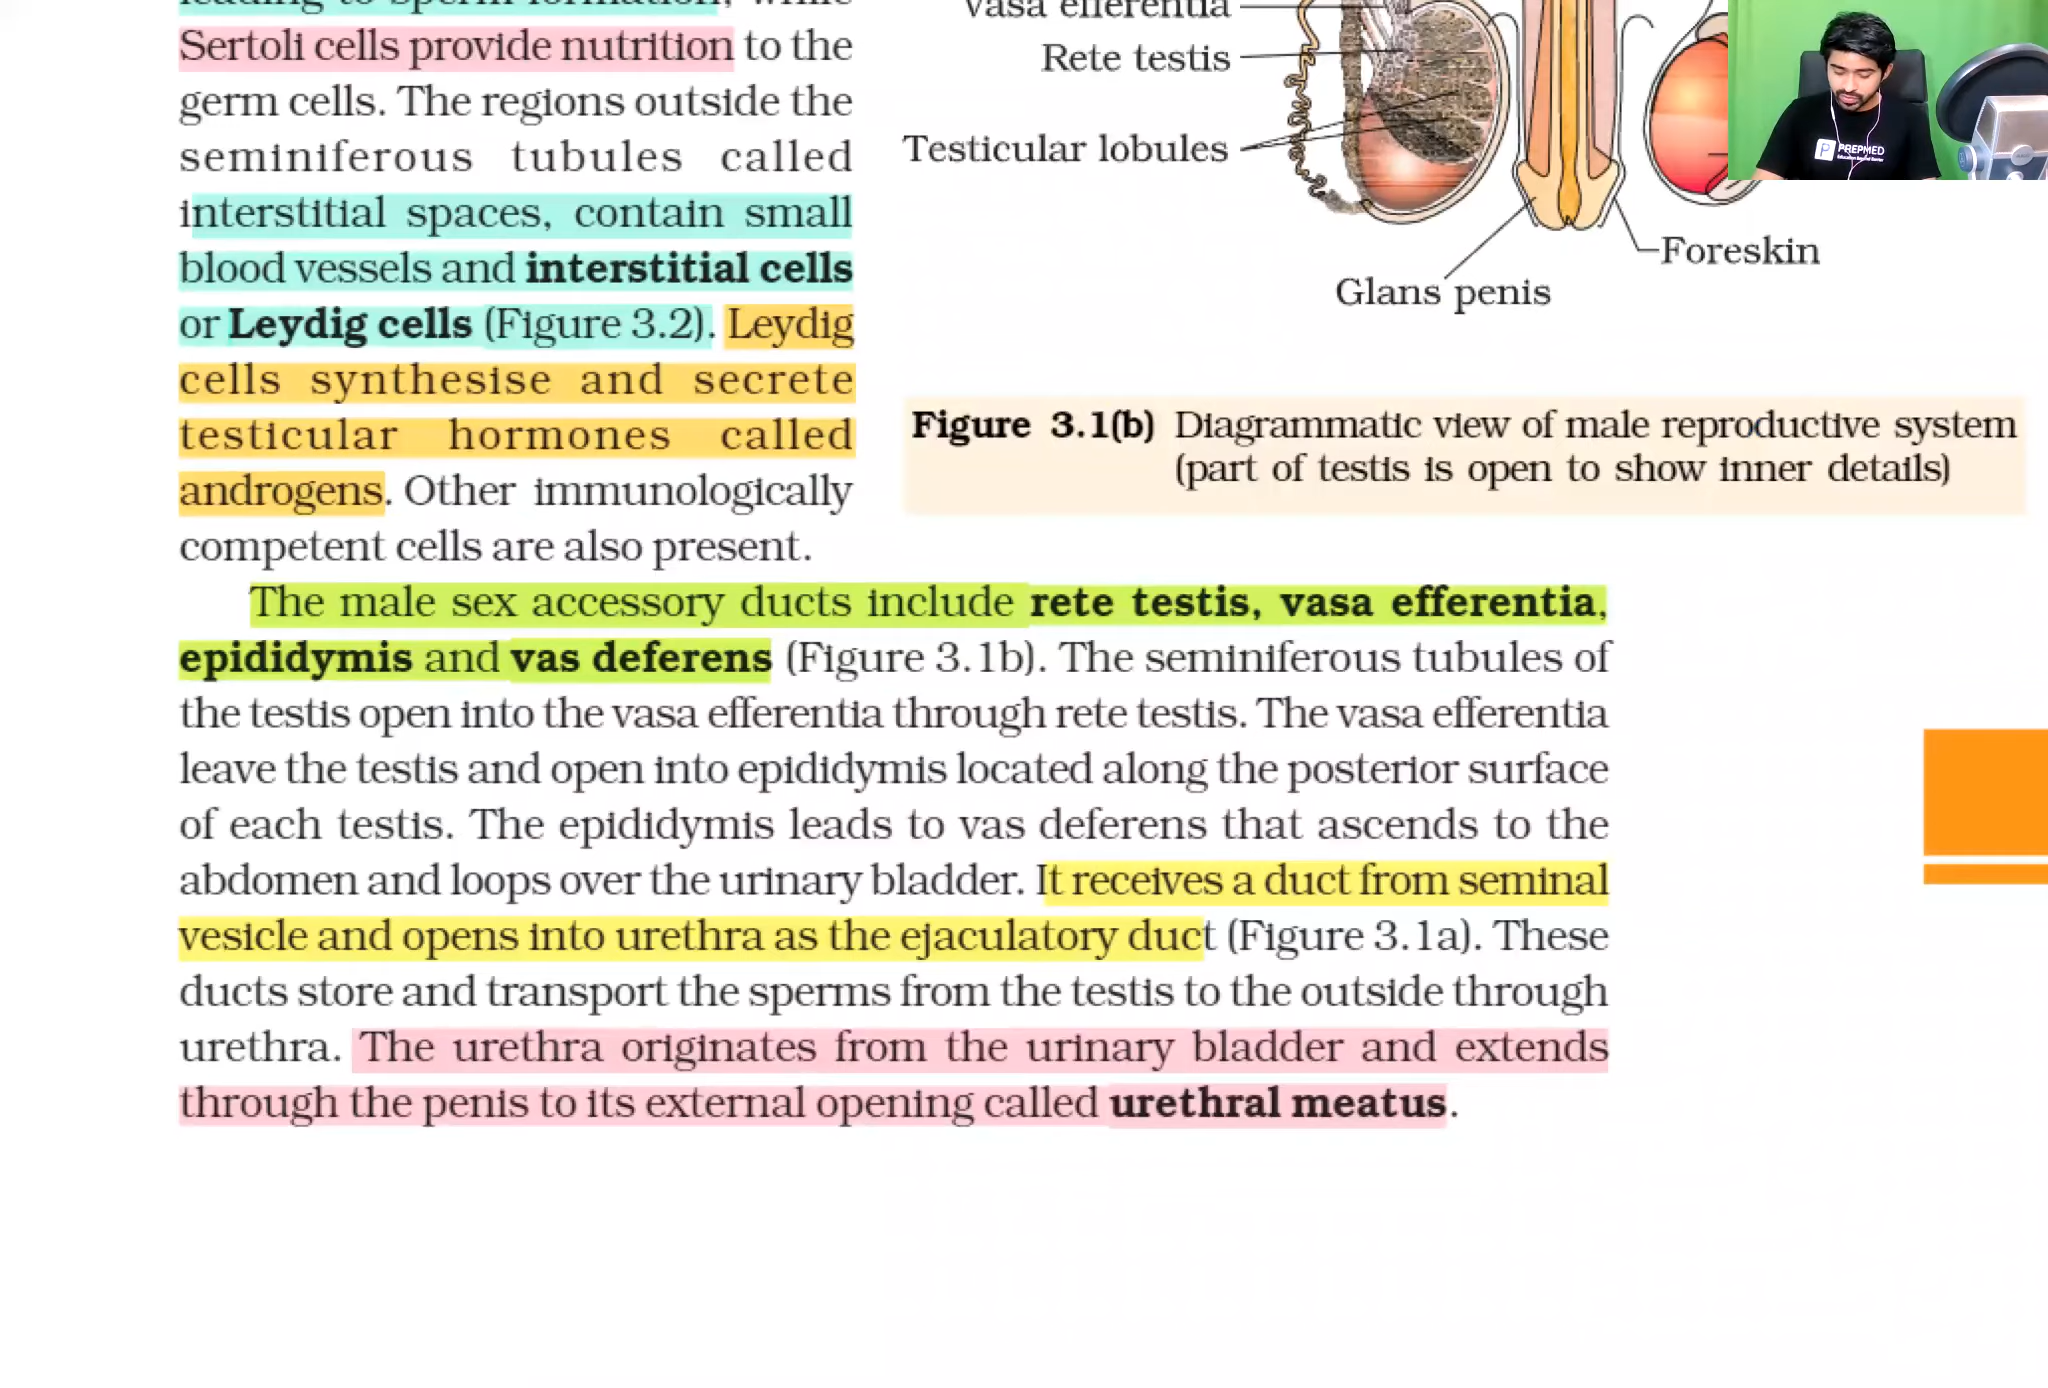 leading to sperm formation, while
Sertoli cells provide nutrition to the
germ cells. The regions outside the
seminiferous tubules called
interstitial spaces, contain small
blood vessels and interstitial cells
or Leydig cells (Figure 3.2). Leydig
cells synthesise and secrete
testicular hormones called
androgens. Other immunologically
competent cells are also present.
Vasa efferentia
Rete testis
Testicular lobules
Glans penis
Foreskin
PREPMED
Figure 3.1(b) Diagrammatic view of male reproductive system
(part of testis is open to show inner details)
The male sex accessory ducts include rete testis, vasa efferentia,
epididymis and vas deferens (Figure 3.1b). The seminiferous tubules of
the testis open into the vasa efferentia through rete testis. The vasa efferentia
leave the testis and open into epididymis located along the posterior surface
of each testis. The epididymis leads to vas deferens that ascends to the
abdomen and loops over the urinary bladder. It receives a duct from seminal
vesicle and opens into urethra as the ejaculatory duct (Figure 3.1a). These
ducts store and transport the sperms from the testis to the outside through
urethra. The urethra originates from the urinary bladder and extends
through the penis to its external opening called urethral meatus.